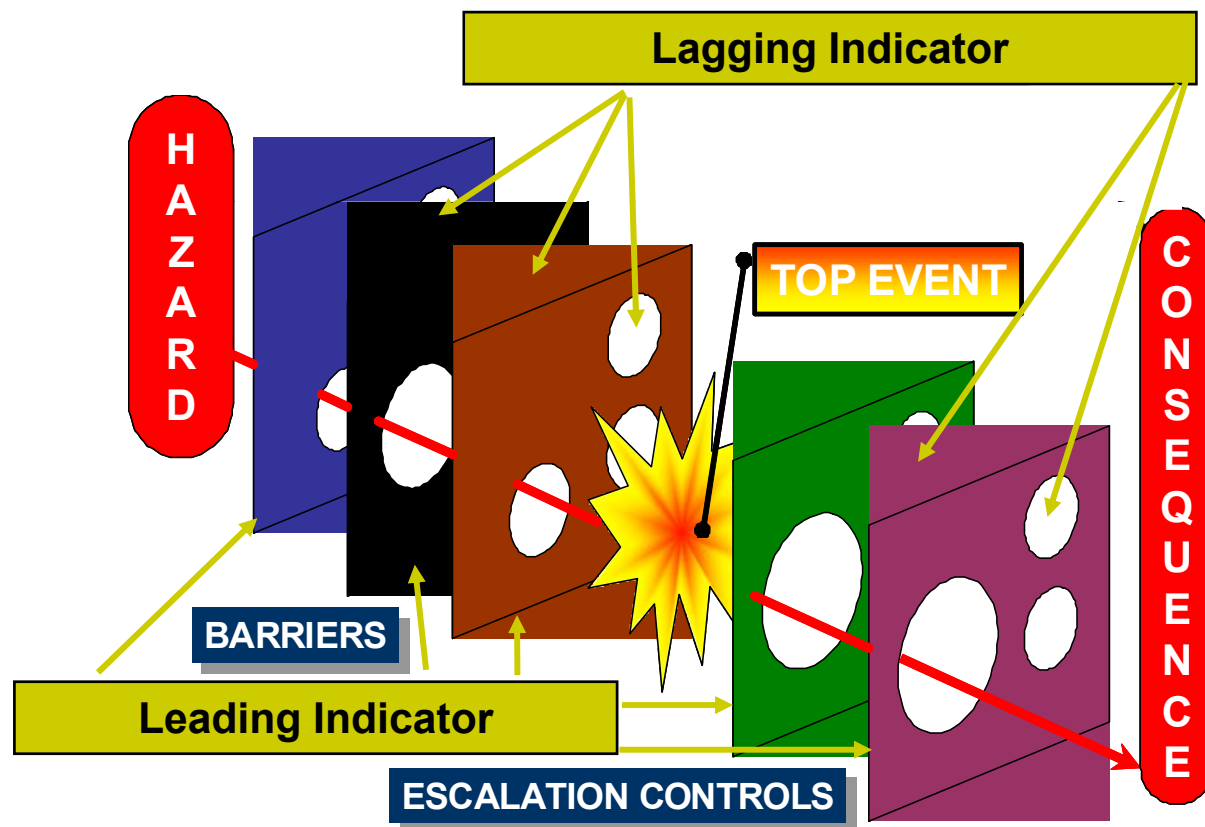 Lagging Indicator
HAZARD
TOP EVENT
CONSEQUENCE
BARRIERS
Leading Indicator
ESCALATION CONTROLS